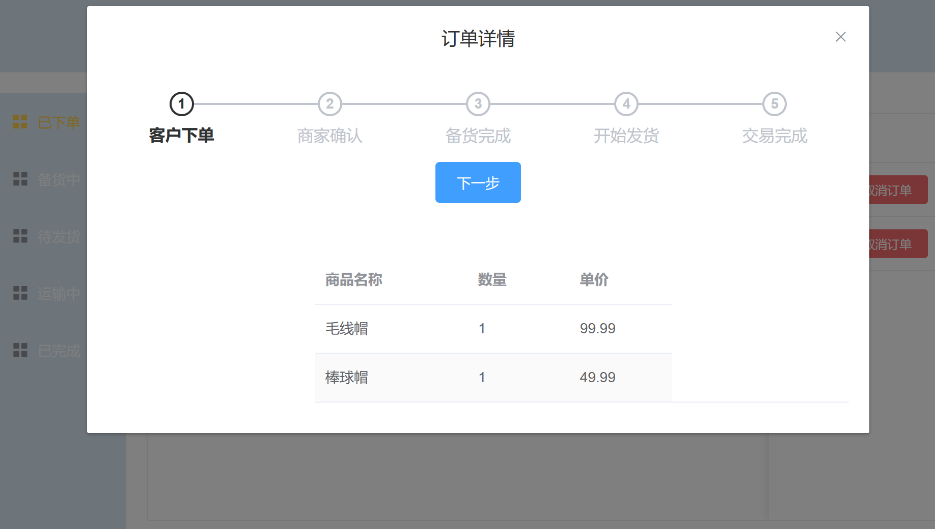 订单详情
1 2 3 4 5
客户下单 商家确认 备货完成 开始发货 交易完成
下一步
商品名称 数量 单价
毛线帽 1 99.99
棒球帽 1 49.99
已下单
备货中
待发货
运输中
已完成
取消订单
取消订单